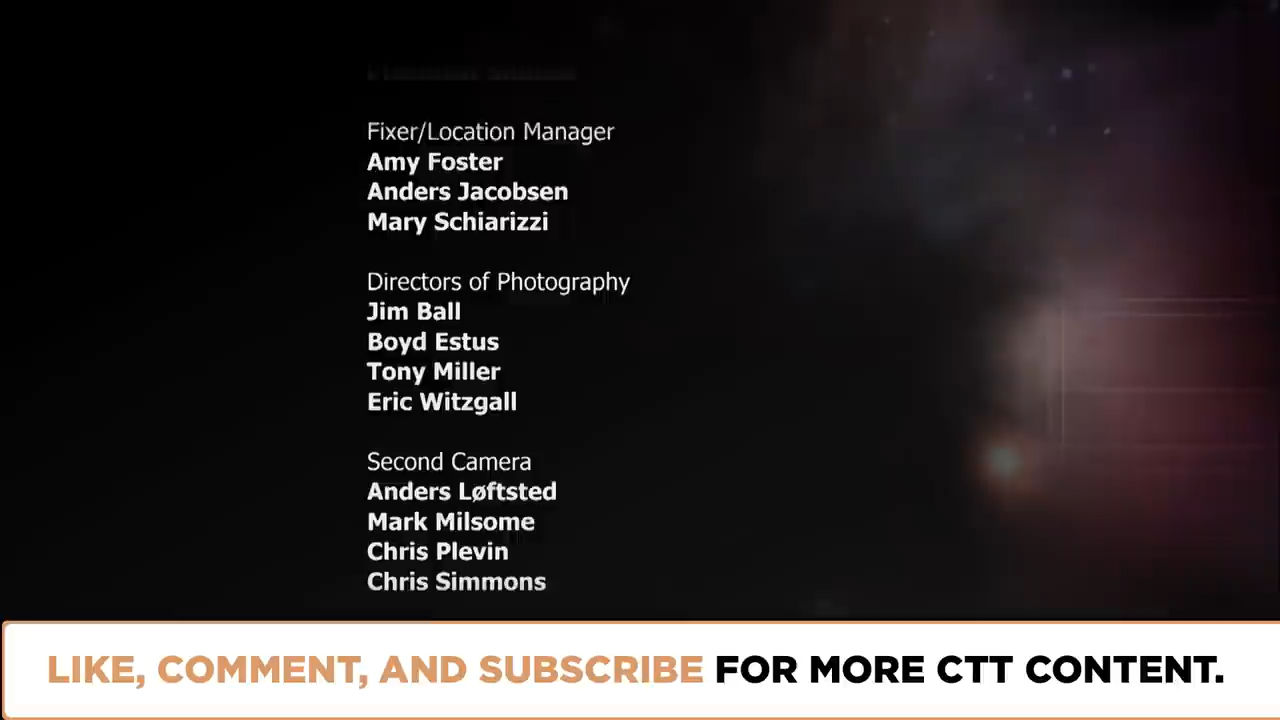 Fixer/Location Manager
Amy Foster
Anders Jacobsen
Mary Schiarizzi
Directors of Photography
Jim Ball
Boyd Estus
Tony Miller
Eric Witzgall
Second Camera
Anders Løftsted
Mark Milsome
Chris Plevin
Chris Simmons
LIKE, COMMENT, AND SUBSCRIBE FOR MORE CTT CONTENT.